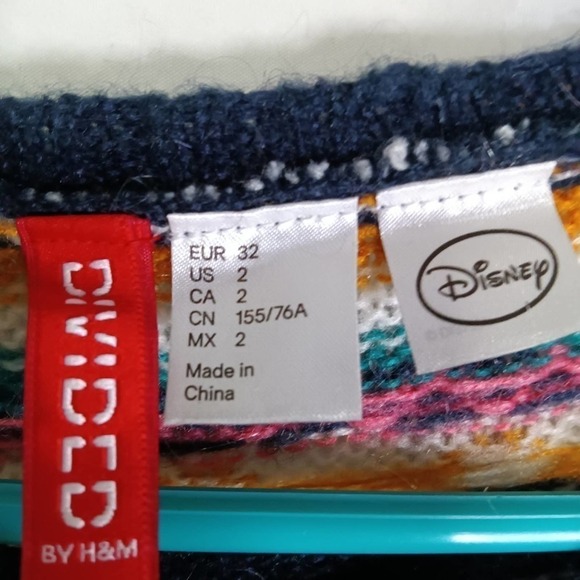 DIVIDED
BY H&M
EUR 32
US 2
CA 2
CN 155/76A
MX 2
Made in
China
DISNEY